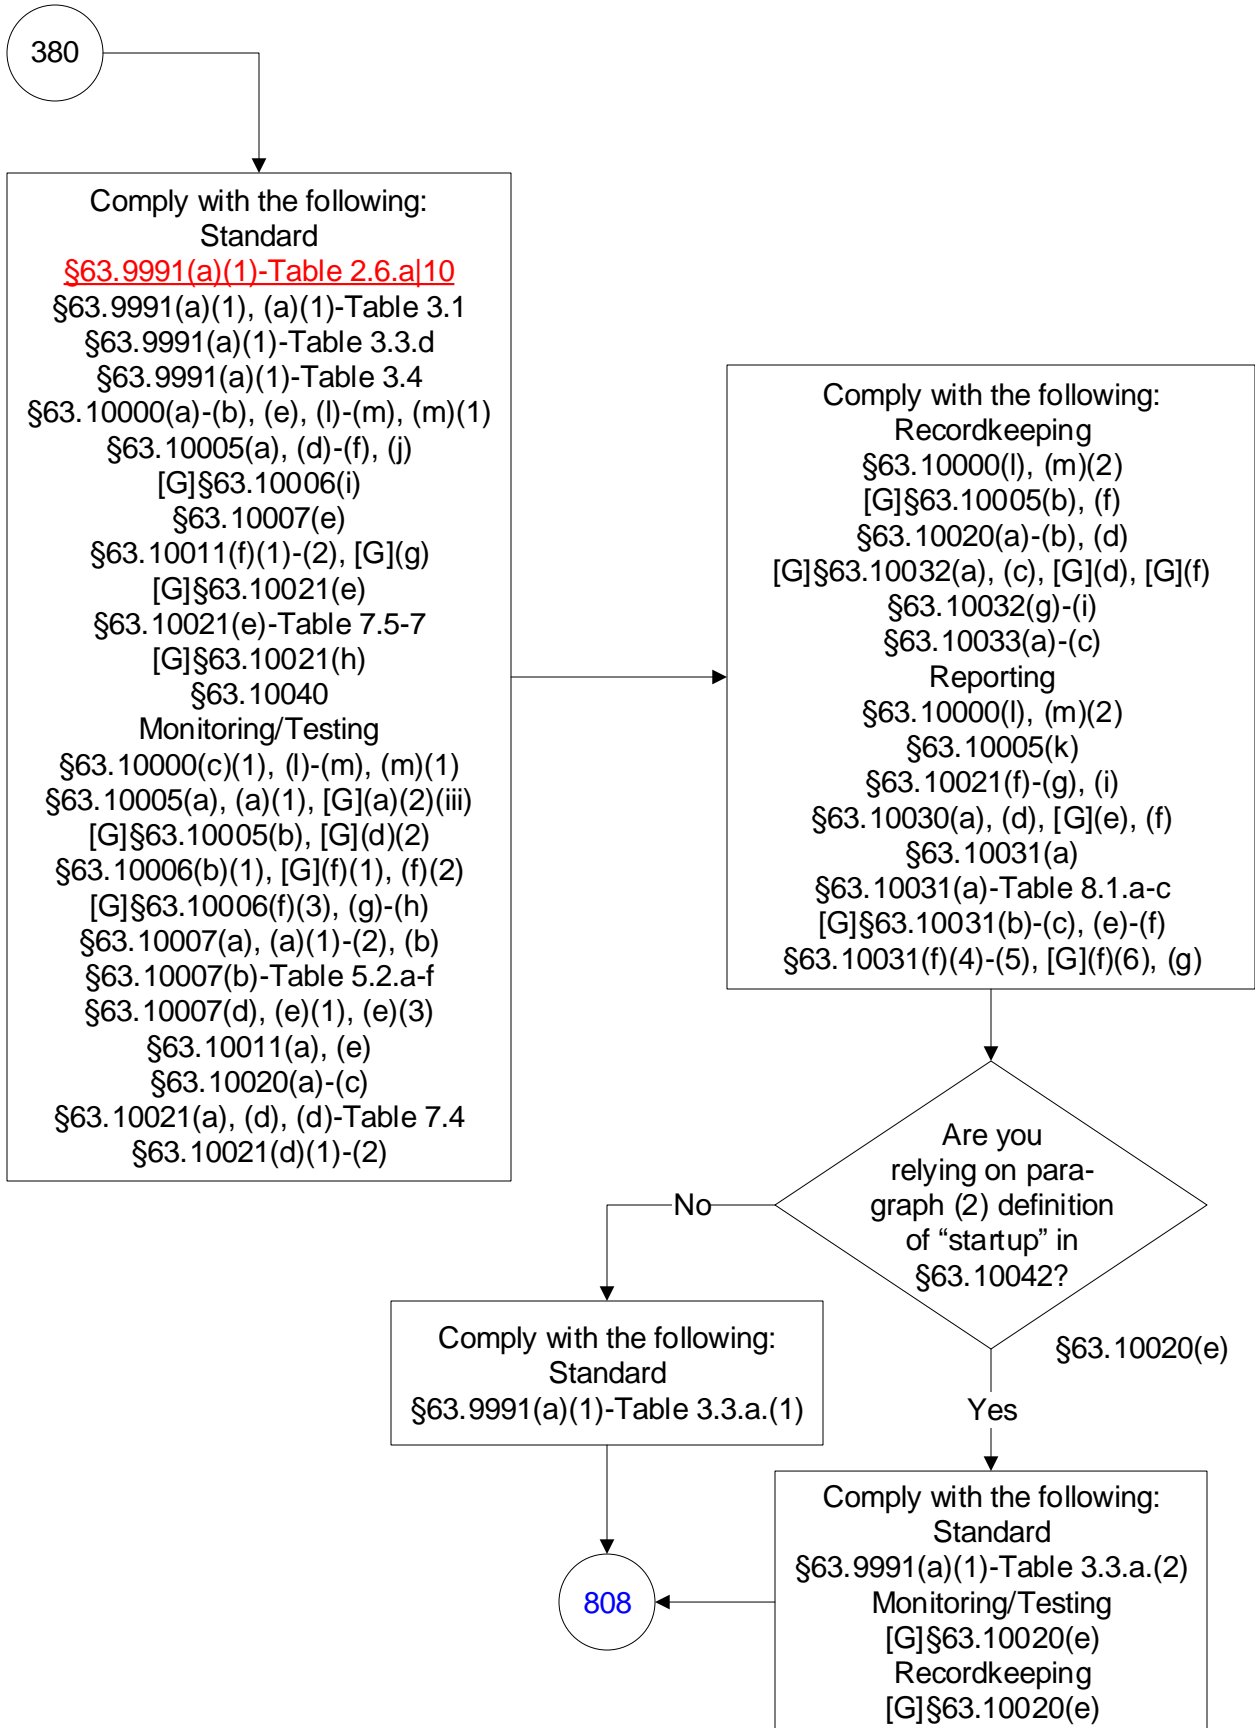 380
Comply with the following:
Standard
§63.9991(a)(1)-Table 2.6.a|10
§63.9991(a)(1), (a)(1)-Table 3.1
§63.9991(a)(1)-Table 3.3.d
§63.9991(a)(1)-Table 3.4
§63.10000(a)-(b), (e), (l)-(m), (m)(1)
§63.10005(a), (d)-(f), (j)
[G]§63.10006(i)
§63.10007(e)
§63.10011(f)(1)-(2), [G](g)
[G]§63.10021(e)
§63.10021(e)-Table 7.5-7
[G]§63.10021(h)
§63.10040
Monitoring/Testing
§63.10000(c)(1), (l)-(m), (m)(1)
§63.10005(a), (a)(1), [G](a)(2)(iii)
[G]§63.10005(b), [G](d)(2)
§63.10006(b)(1), [G](f)(1), (f)(2)
[G]§63.10006(f)(3), (g)-(h)
§63.10007(a), (a)(1)-(2), (b)
§63.10007(b)-Table 5.2.a-f
§63.10007(d), (e)(1), (e)(3)
§63.10011(a), (e)
§63.10020(a)-(c)
§63.10021(a), (d), (d)-Table 7.4
§63.10021(d)(1)-(2)
Comply with the following:
Recordkeeping
§63.10000(l), (m)(2)
[G]§63.10005(b), (f)
§63.10020(a)-(b), (d)
[G]§63.10032(a), (c), [G](d), [G](f)
§63.10032(g)-(i)
§63.10033(a)-(c)
Reporting
§63.10000(l), (m)(2)
§63.10005(k)
§63.10021(f)-(g), (i)
§63.10030(a), (d), [G](e), (f)
§63.10031(a)
§63.10031(a)-Table 8.1.a-c
[G]§63.10031(b)-(c), (e)-(f)
§63.10031(f)(4)-(5), [G](f)(6), (g)
Are you
relying on para-
graph (2) definition
of “startup” in
§63.10042?
§63.10020(e)
No
Comply with the following:
Standard
§63.9991(a)(1)-Table 3.3.a.(1)
Yes
Comply with the following:
Standard
§63.9991(a)(1)-Table 3.3.a.(2)
Monitoring/Testing
[G]§63.10020(e)
Recordkeeping
[G]§63.10020(e)
808